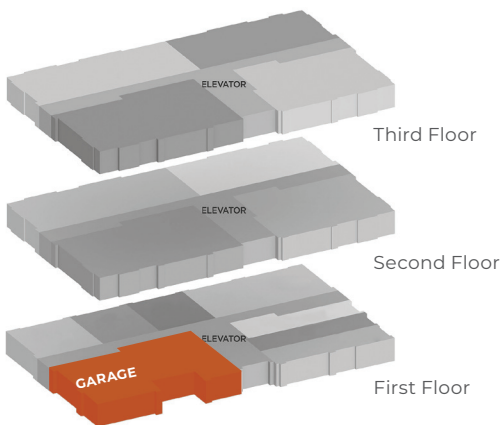 ELEVATOR
Third Floor
ELEVATOR
Second Floor
ELEVATOR
GARAGE
First Floor